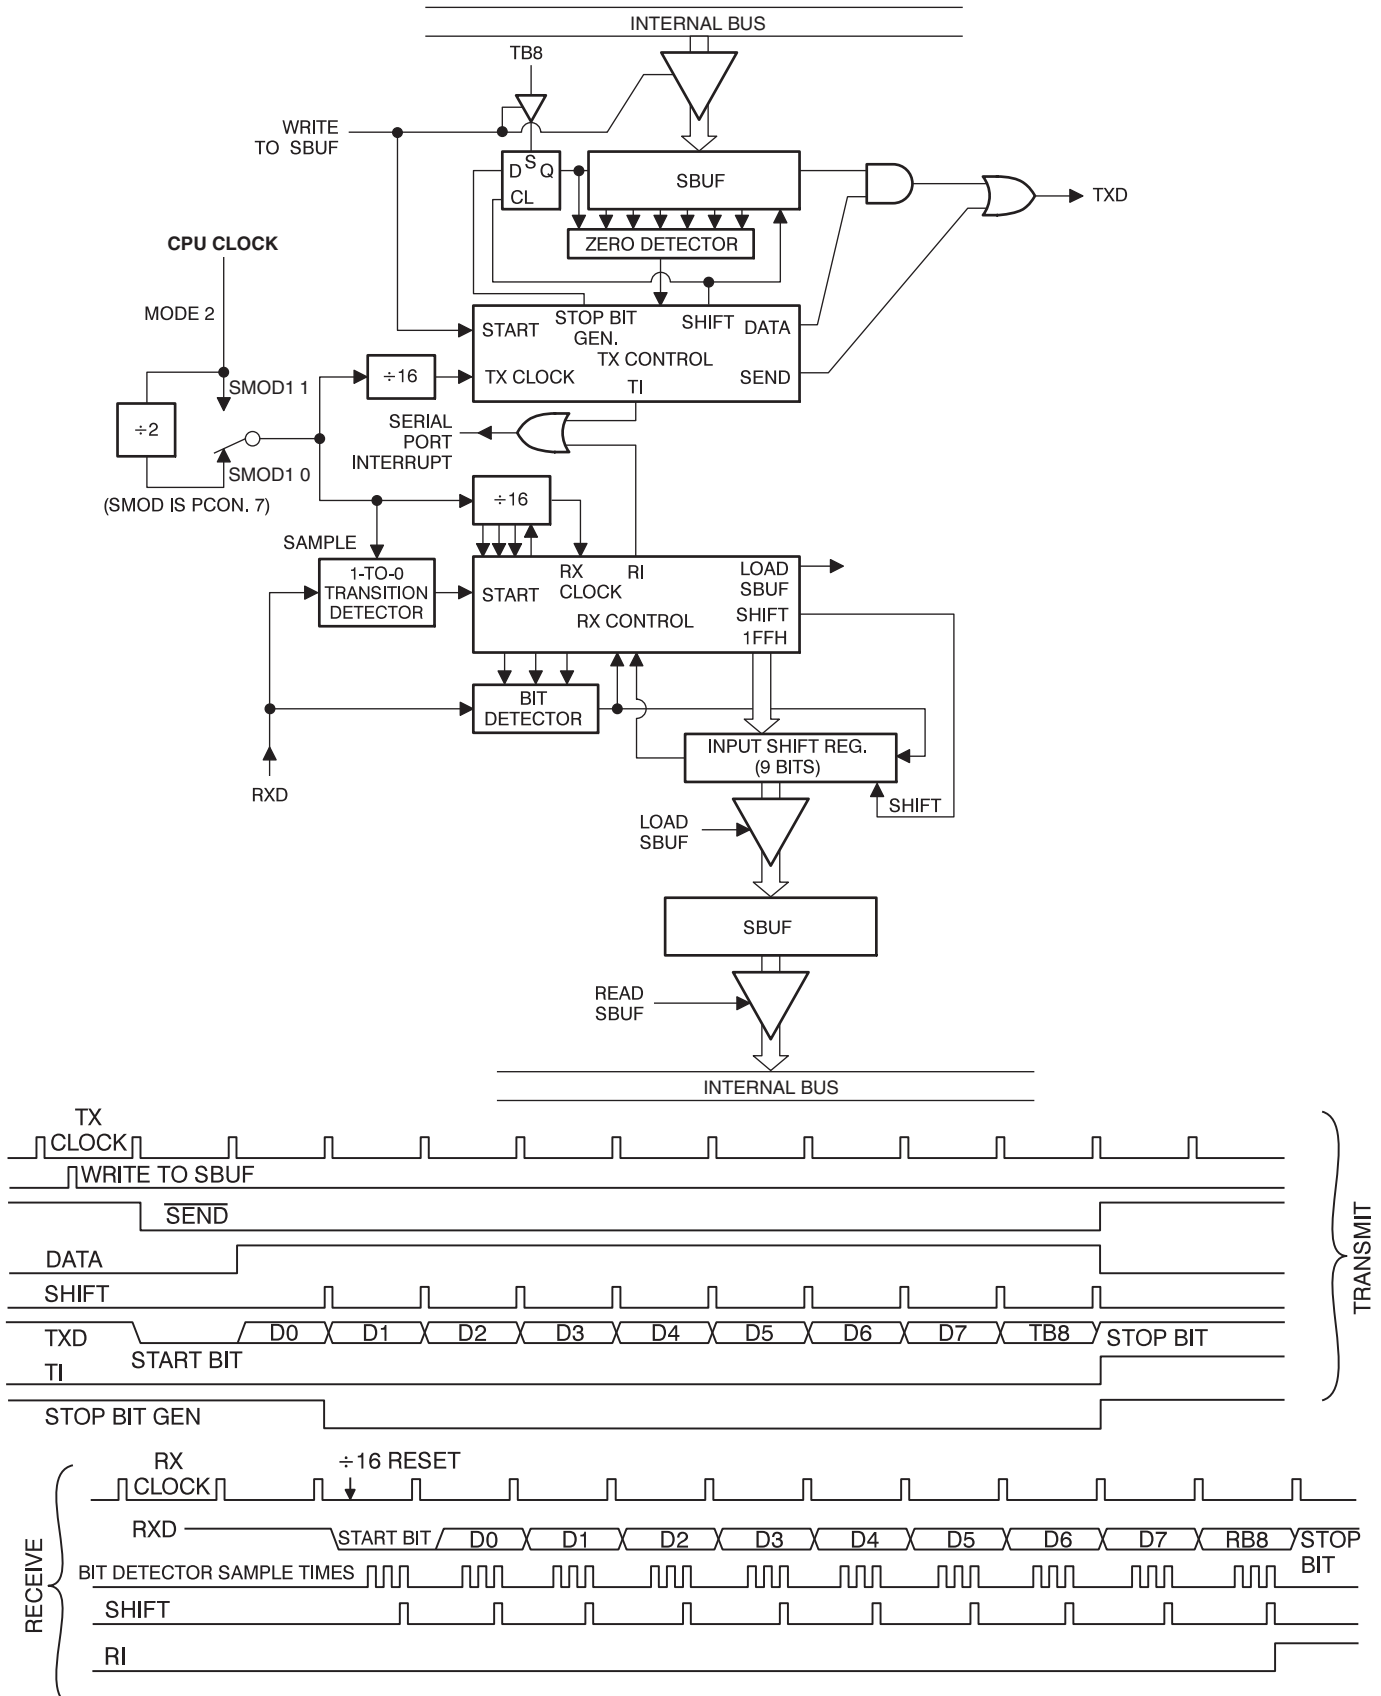 INTERNAL BUS
TB8
WRITE
TO SBUF
D S Q
CL
SBUF
TXD
ZERO DETECTOR
CPU CLOCK
MODE 2
START
STOP BIT
GEN.
SHIFT
DATA
TX CONTROL
÷16
TX CLOCK
TI
SEND
SMOD1 1
÷2
SMOD1 0
(SMOD IS PCON. 7)
SERIAL
PORT
INTERRUPT
÷16
SAMPLE
1-TO-0
TRANSITION
DETECTOR
START
RX
CLOCK
RI
LOAD
SBUF
SHIFT
RX CONTROL
1FFH
BIT
DETECTOR
INPUT SHIFT REG.
(9 BITS)
RXD
SHIFT
LOAD
SBUF
SBUF
READ
SBUF
INTERNAL BUS
TX
CLOCK
WRITE TO SBUF
SEND
DATA
SHIFT
TXD
START BIT
D0 D1 D2 D3 D4 D5 D6 D7 TB8 STOP BIT
TI
STOP BIT GEN
TRANSMIT
RX
CLOCK
÷16 RESET
RXD
START BIT D0 D1 D2 D3 D4 D5 D6 D7 RB8 STOP
BIT
BIT DETECTOR SAMPLE TIMES
SHIFT
RI
RECEIVE